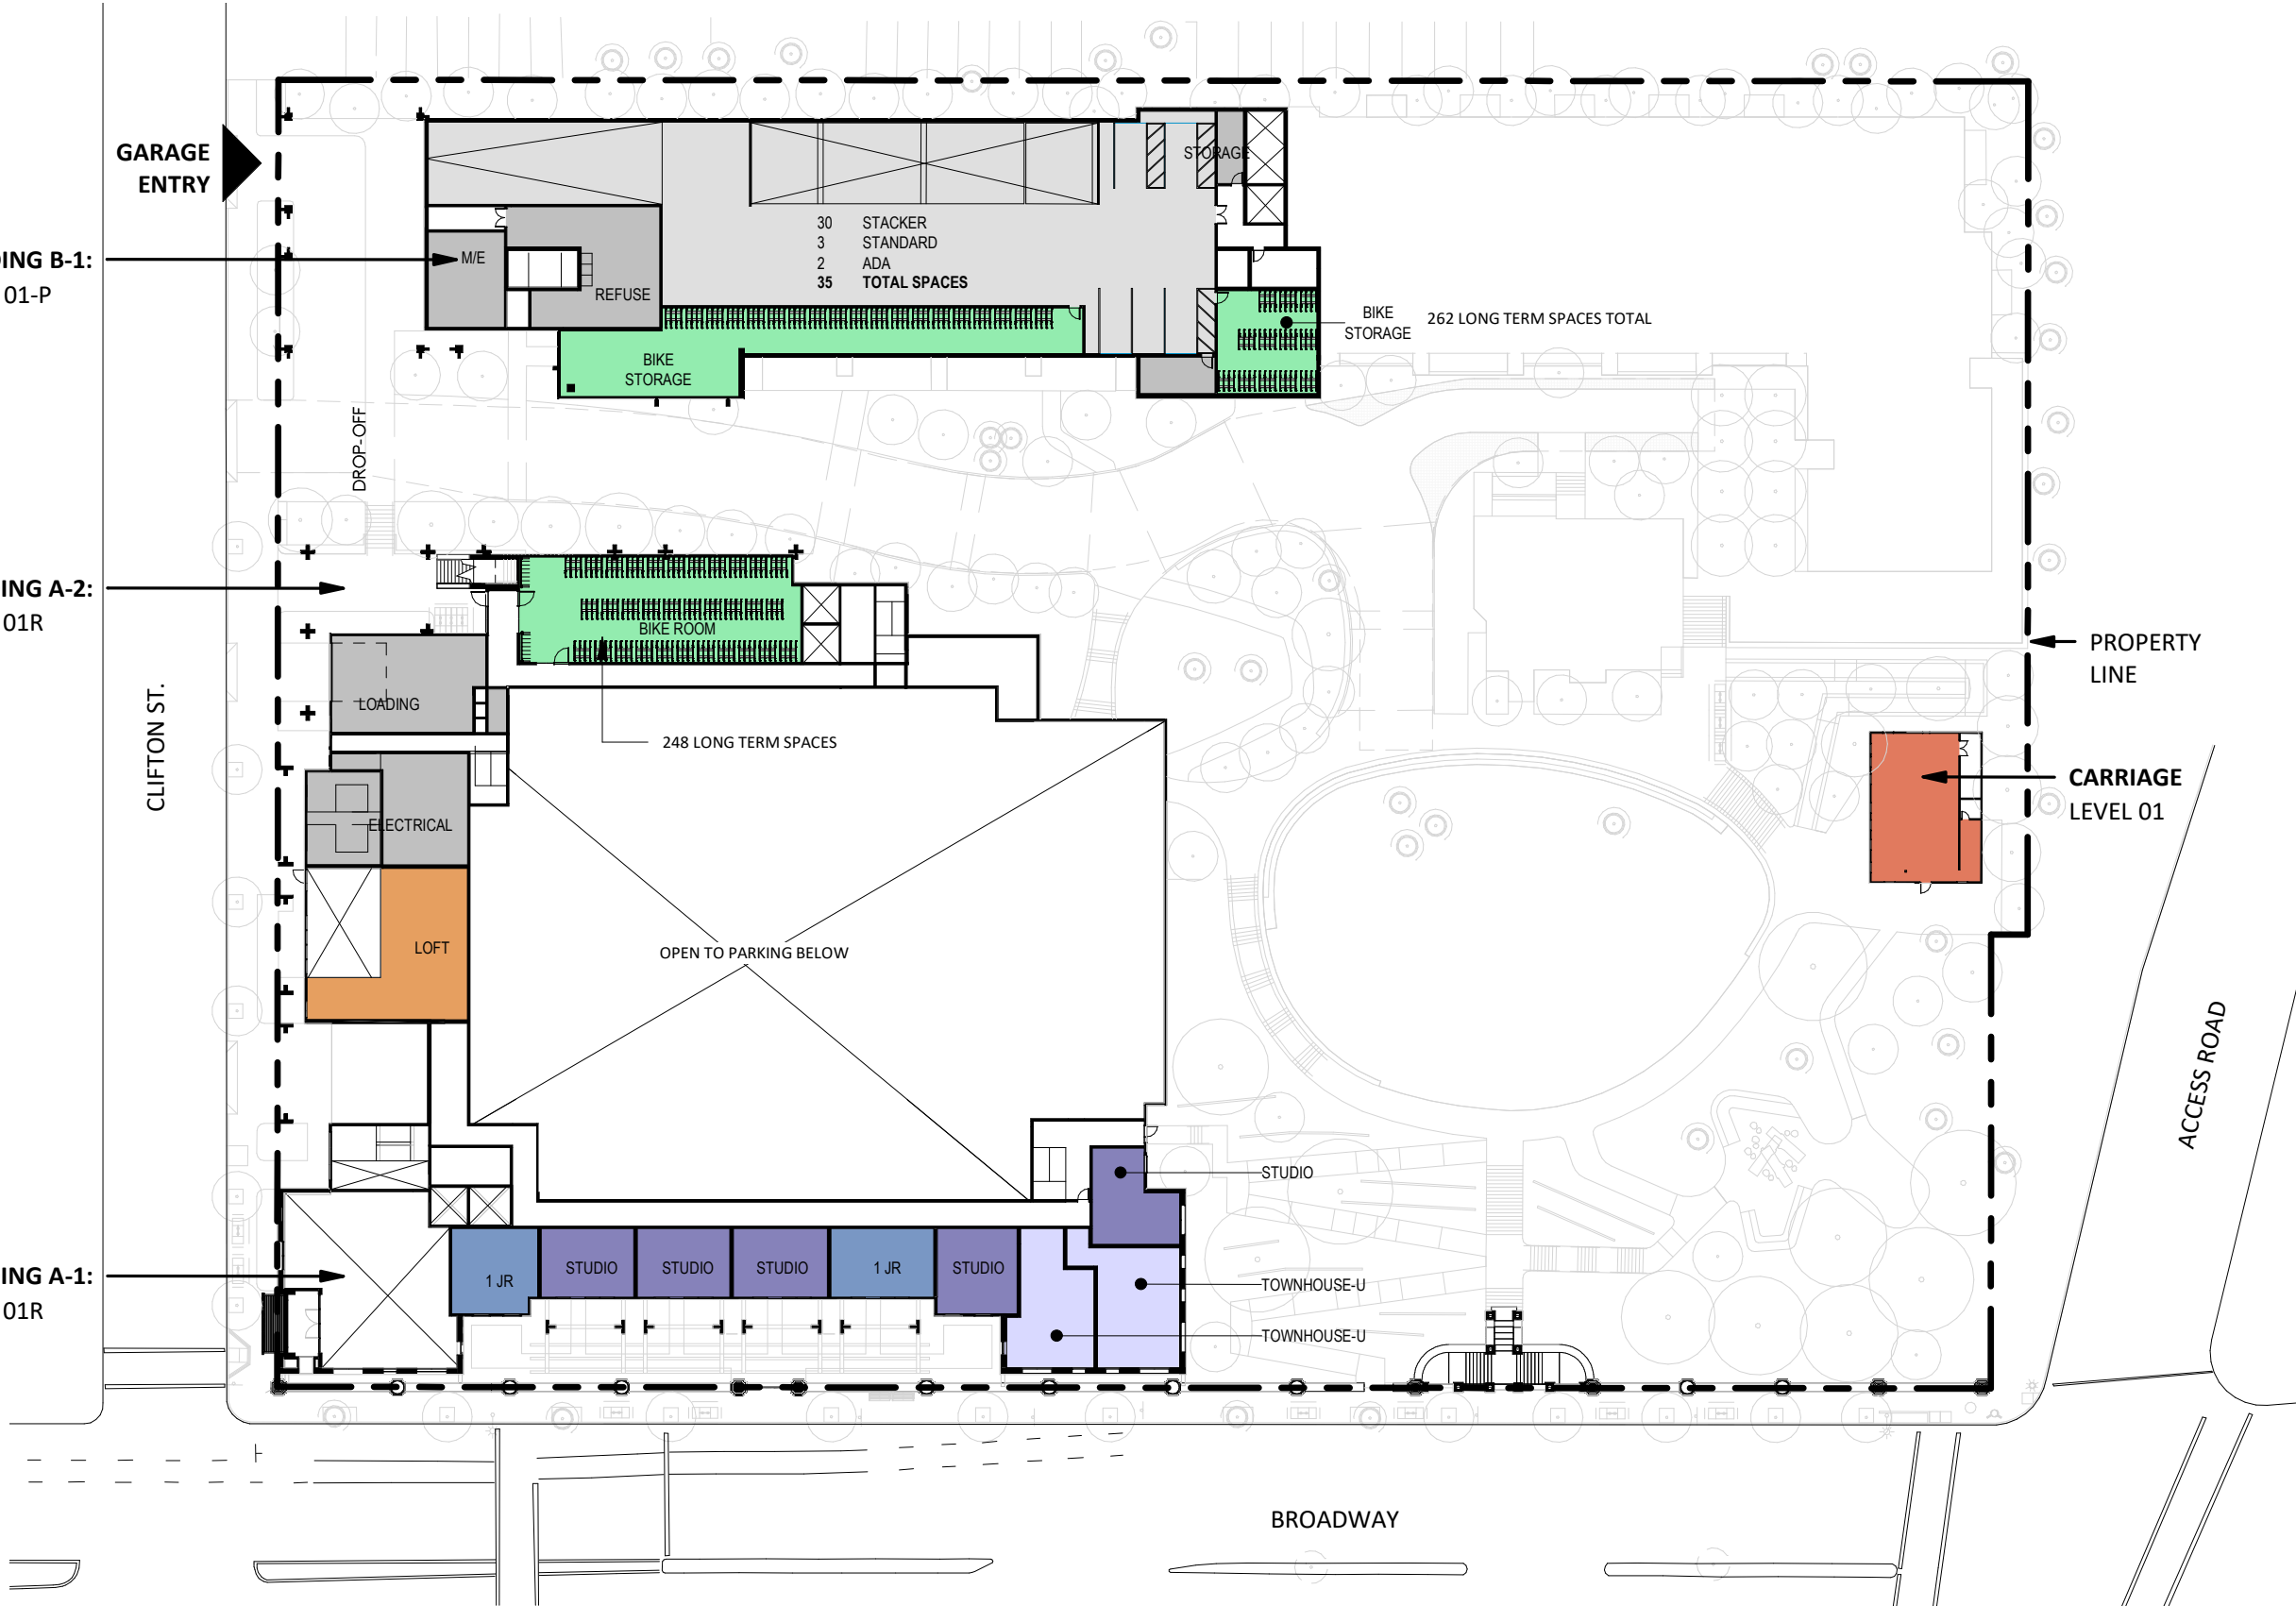 GARAGE
ENTRY
STORAGE
30 STACKER
3 STANDARD
2 ADA
35 TOTAL SPACES
ING B-1:
01-P
M/E
REFUSE
BIKE
STORAGE
262 LONG TERM SPACES TOTAL
BIKE
STORAGE
DROP-OFF
ING A-2:
01R
BIKE ROOM
PROPERTY
LINE
LOADING
CLIFTON ST.
248 LONG TERM SPACES
CARRIAGE
LEVEL 01
ELECTRICAL
LOFT
OPEN TO PARKING BELOW
ACCESS ROAD
STUDIO
ING A-1:
01R
1 JR
STUDIO
STUDIO
STUDIO
1 JR
STUDIO
TOWNHOUSE-U
TOWNHOUSE-U
BROADWAY